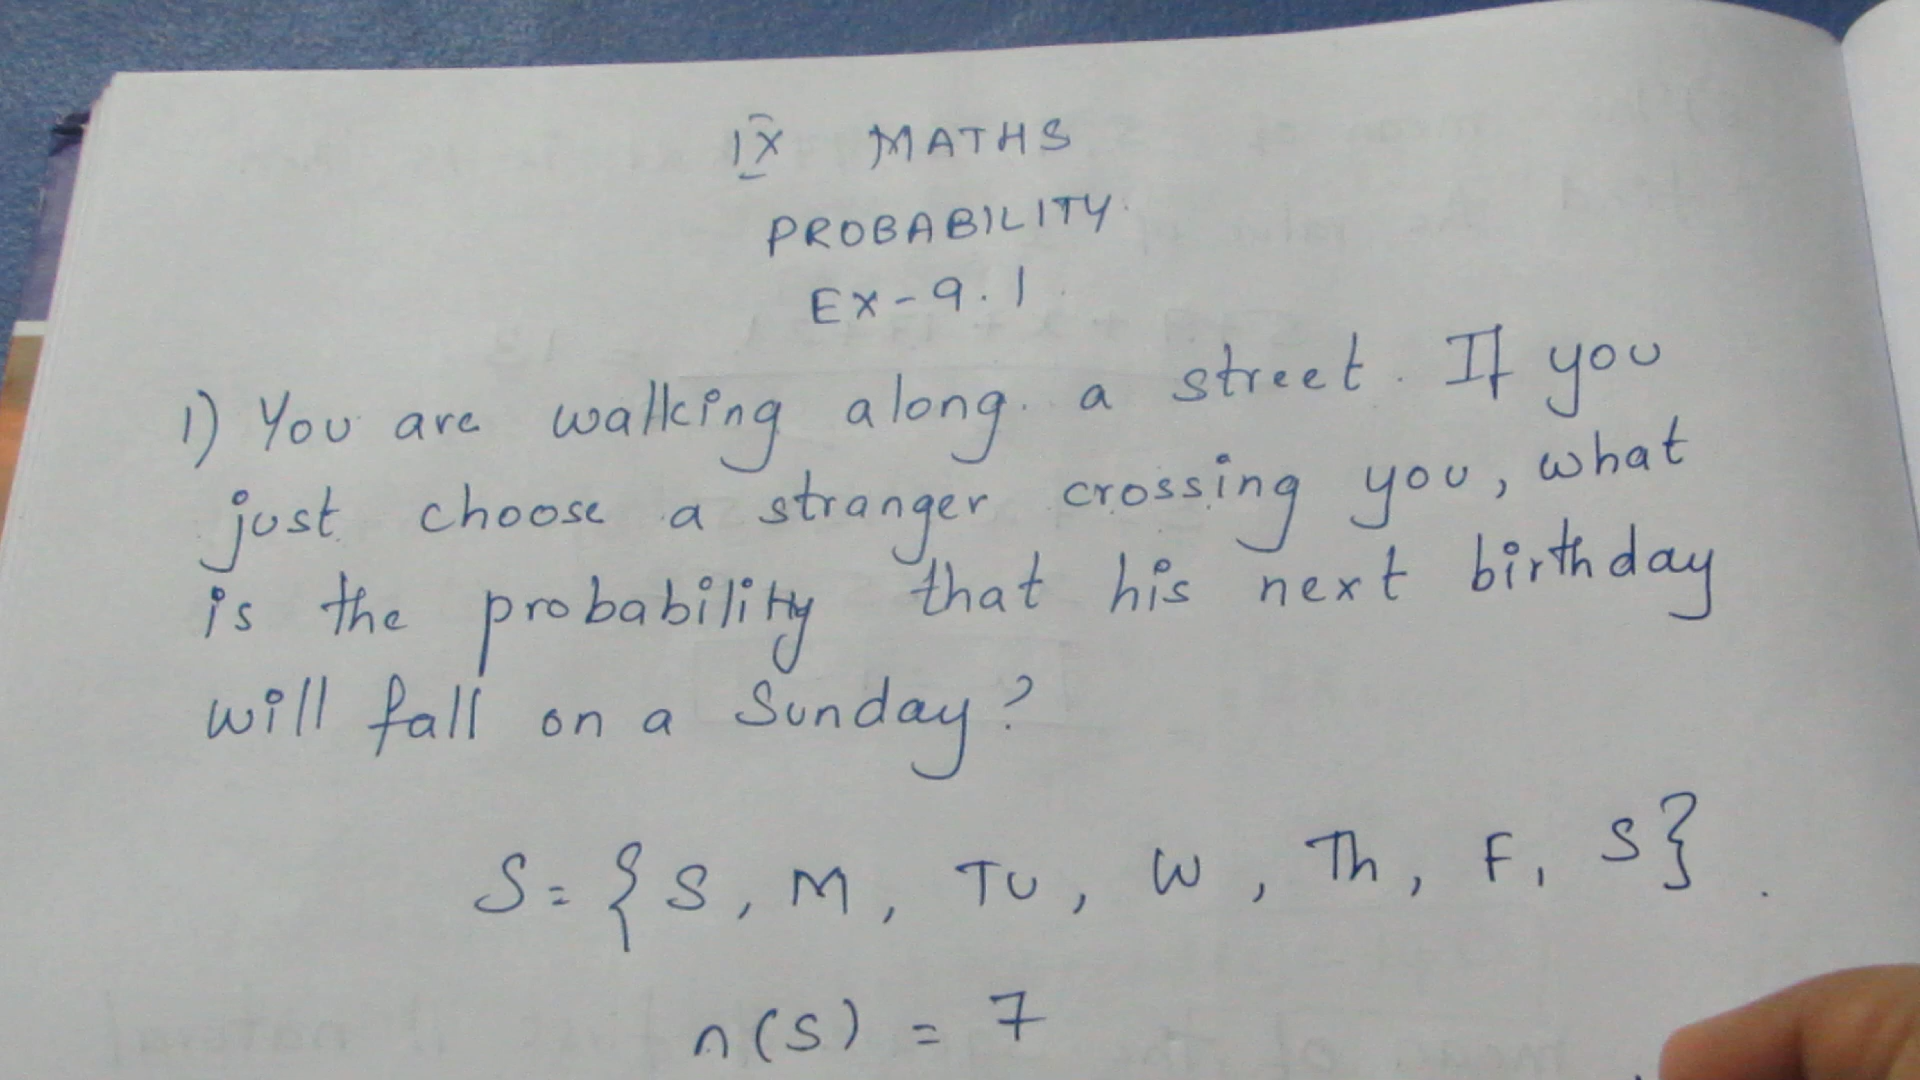 IX MATHS
PROBABILITY
EX-9.1
1) You are walking along a street. If you
just choose a stranger crossing you, what
is the probability that his next birthday
will fall on a Sunday?
S = {S, M, TU, W, Th, F, S}.
n(S) = 7